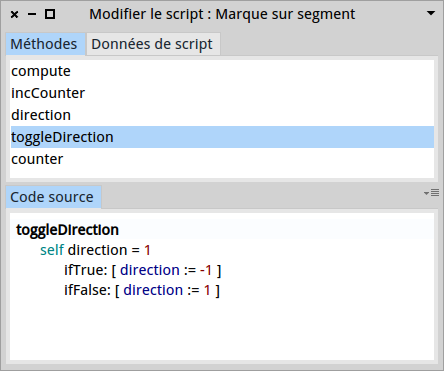 Modifier le script : Marque sur segment
Méthodes Données de script
compute
incCounter
direction
toggleDirection
counter
Code source
toggleDirection
self direction = 1
ifTrue: [ direction := -1 ]
ifFalse: [ direction := 1 ]